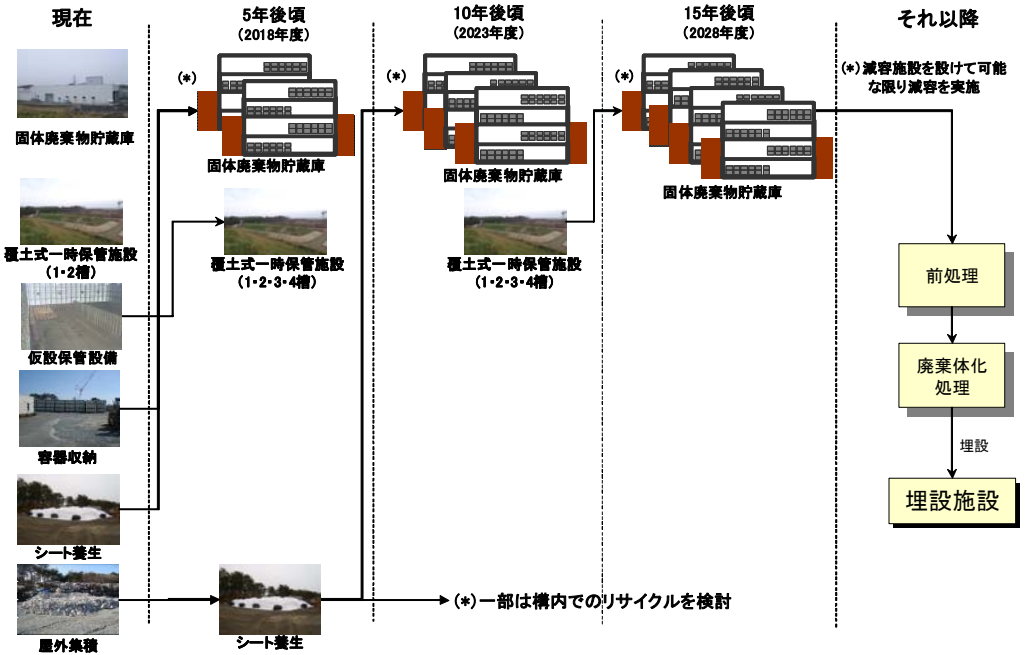 現在
5年後頃
(2018年度)
10年後頃
(2023年度)
15年後頃
(2028年度)
それ以降
(*)
(*)
(*)
(*)減容施設を設けて可能
な限り減容を実施
固体廃棄物貯蔵庫
固体廃棄物貯蔵庫
固体廃棄物貯蔵庫
固体廃棄物貯蔵庫
覆土式一時保管施設
(1・2槽)
覆土式一時保管施設
(1・2・3・4槽)
覆土式一時保管施設
(1・2・3・4槽)
仮設保管設備
容器収納
シート養生
屋外集積
シート養生
(*)一部は構内でのリサイクルを検討
前処理
廃棄体化
処理
埋設
埋設施設